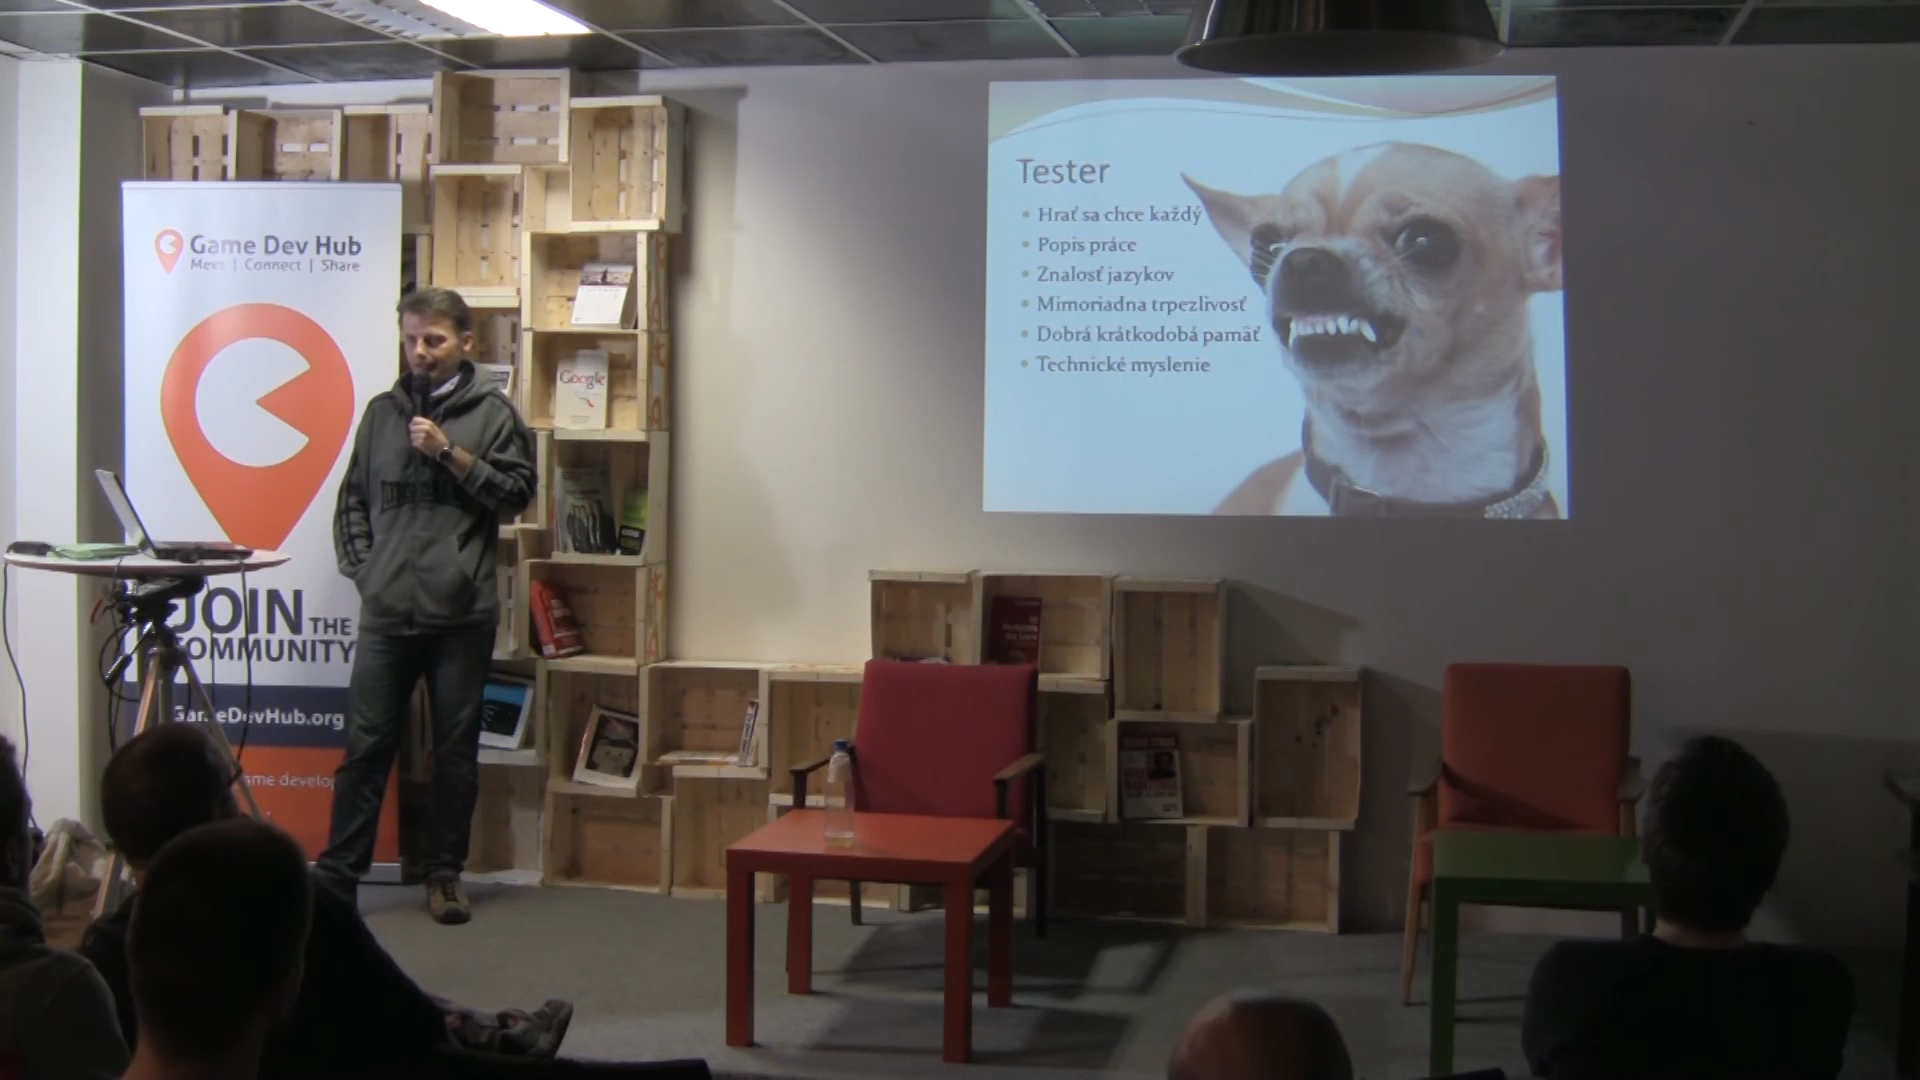 Game Dev Hub
Meet | Connect | Share
JOIN THE
COMMUNITY
GameDevHub.org
Google
Tester
Hrať sa chce každý
Popis práce
Znalosť jazykov
Mimoriadna trpezlivosť
Dobrá krátkodobá pamäť
Technické myslenie